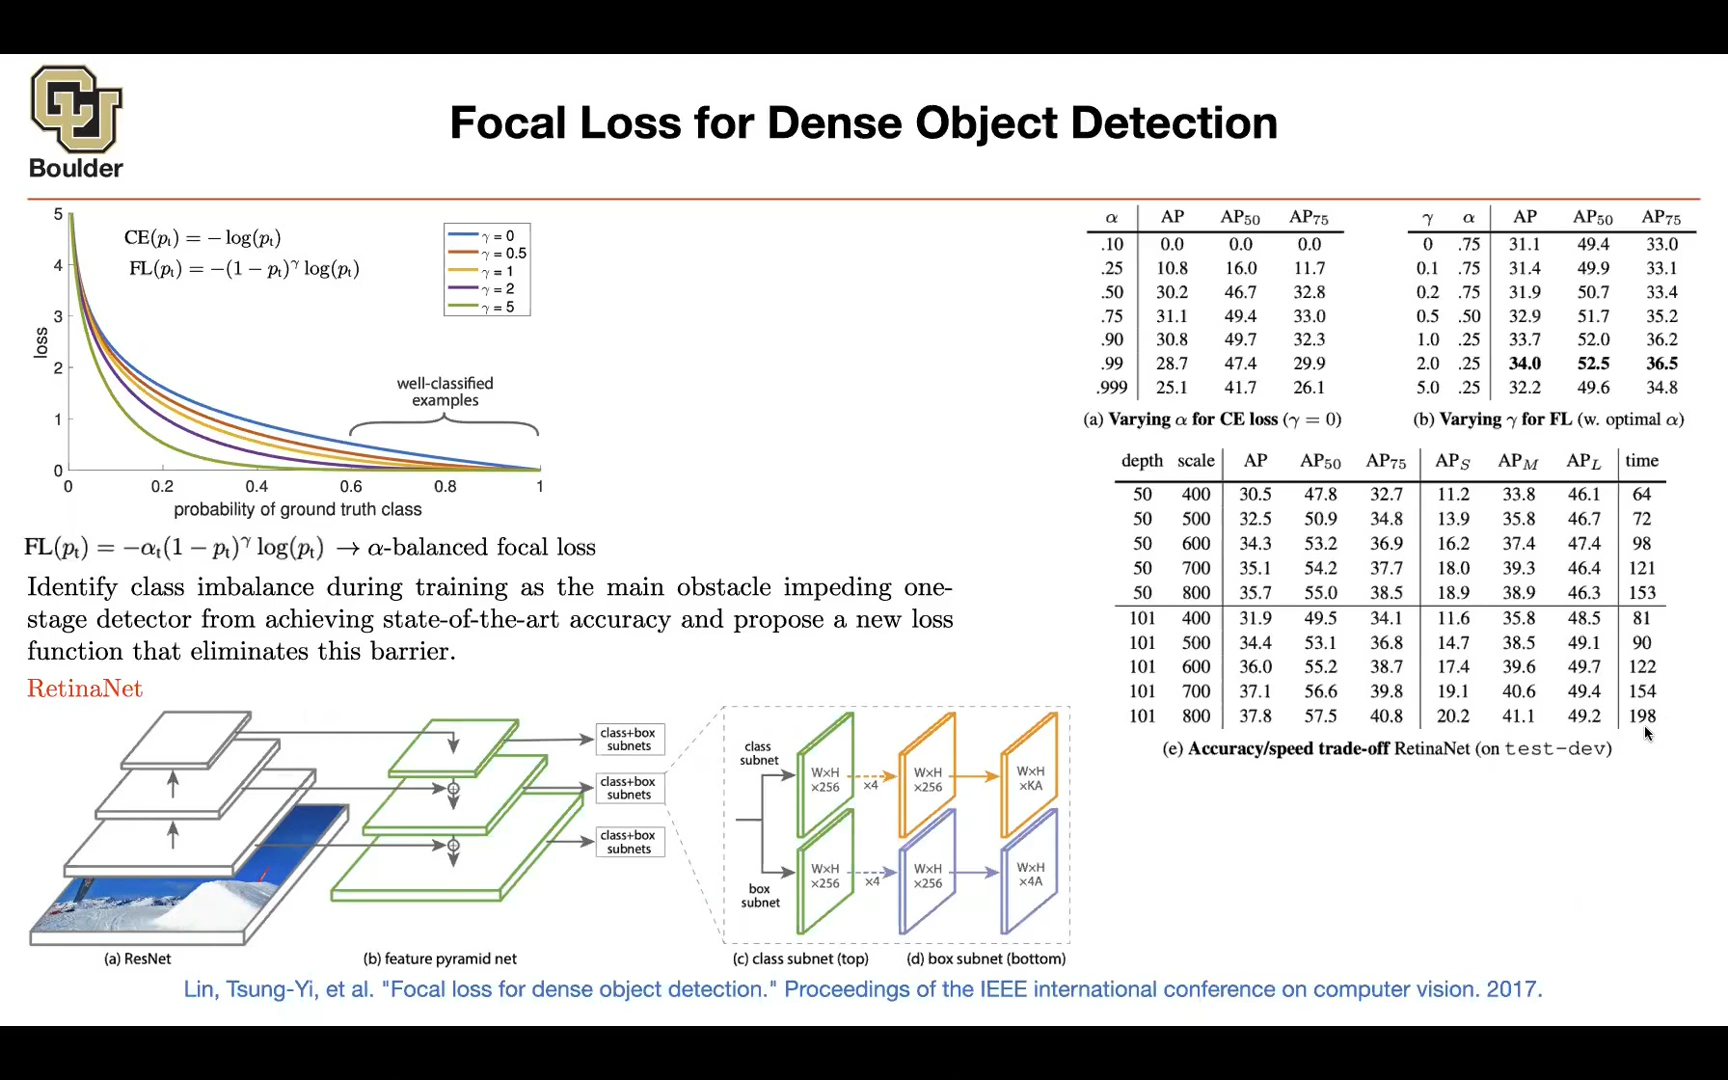 Boulder
Focal Loss for Dense Object Detection
5
4
3
2
1
0
loss
CE(pt) = − log(pt)
FL(pt) = −(1 − pt)^γ log(pt)
γ = 0
γ = 0.5
γ = 1
γ = 2
γ = 5
well-classified
examples
0 0.2 0.4 0.6 0.8 1
probability of ground truth class
FL(pt) = −αt(1 − pt)^γ log(pt) → α-balanced focal loss
Identify class imbalance during training as the main obstacle impeding one-
stage detector from achieving state-of-the-art accuracy and propose a new loss
function that eliminates this barrier.
RetinaNet
class+box
subnets
class+box
subnets
class+box
subnets
class
subnet
W×H
×256
×4
W×H
×256
W×H
×KA
box
subnet
W×H
×256
×4
W×H
×256
W×H
×4A
(a) ResNet
(b) feature pyramid net
(c) class subnet (top)
(d) box subnet (bottom)
α AP AP50 AP75
.10 0.0 0.0 0.0
.25 10.8 16.0 11.7
.50 30.2 46.7 32.8
.75 31.1 49.4 33.0
.90 30.8 49.7 32.3
.99 28.7 47.4 29.9
.999 25.1 41.7 26.1
(a) Varying α for CE loss (γ = 0)
γ α AP AP50 AP75
0 .75 31.1 49.4 33.0
0.1 .75 31.4 49.9 33.1
0.2 .75 31.9 50.7 33.4
0.5 .50 32.9 51.7 35.2
1.0 .25 33.7 52.0 36.2
2.0 .25 34.0 52.5 36.5
5.0 .25 32.2 49.6 34.8
(b) Varying γ for FL (w. optimal α)
depth scale AP AP50 AP75 APS APM APL time
50 400 30.5 47.8 32.7 11.2 33.8 46.1 64
50 500 32.5 50.9 34.8 13.9 35.8 46.7 72
50 600 34.3 53.2 36.9 16.2 37.4 47.4 98
50 700 35.1 54.2 37.7 18.0 39.3 46.4 121
50 800 35.7 55.0 38.5 18.9 38.9 46.3 153
101 400 31.9 49.5 34.1 11.6 35.8 48.5 81
101 500 34.4 53.1 36.8 14.7 38.5 49.1 90
101 600 36.0 55.2 38.7 17.4 39.6 49.7 122
101 700 37.1 56.6 39.8 19.1 40.6 49.4 154
101 800 37.8 57.5 40.8 20.2 41.1 49.2 198
(e) Accuracy/speed trade-off RetinaNet (on test-dev)
Lin, Tsung-Yi, et al. "Focal loss for dense object detection." Proceedings of the IEEE international conference on computer vision. 2017.